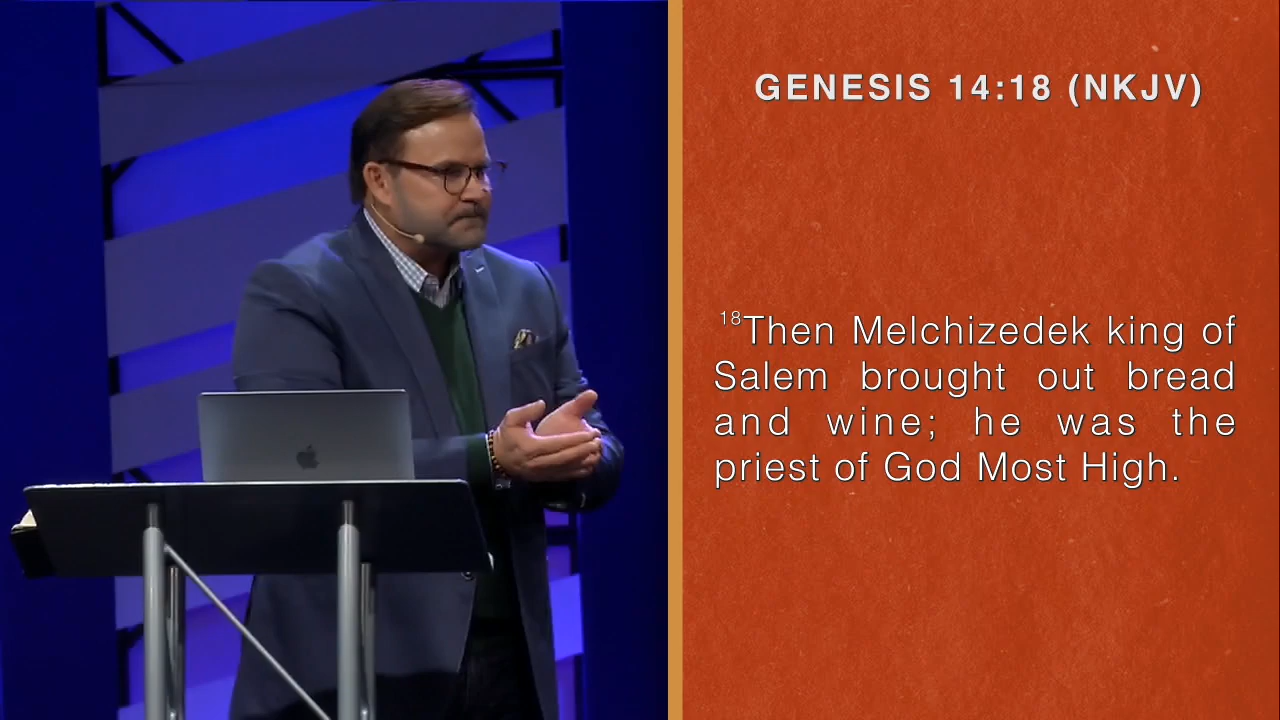 GENESIS 14:18 (NKJV)
18Then Melchizedek king of
Salem brought out bread
and wine; he was the
priest of God Most High.